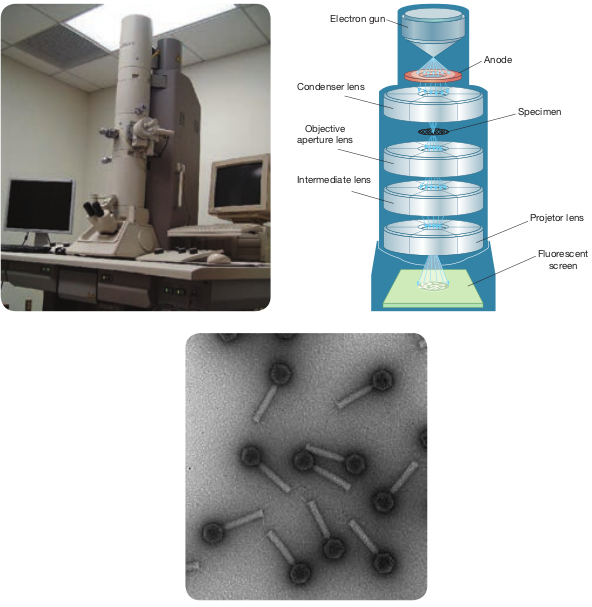 Electron gun
Anode
Condenser lens
Specimen
Objective
aperture lens
Intermediate lens
Projetor lens
Fluorescent
screen